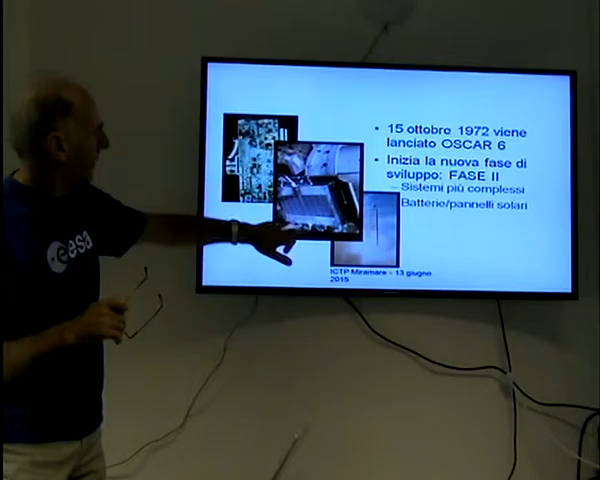 • 15 ottobre 1972 viene
lanciato OSCAR 6
• Inizia la nuova fase di
sviluppo: FASE II
– Sistemi più complessi
Batterie/pannelli solari
ICTP Miramare - 13 giugno
2015
esa